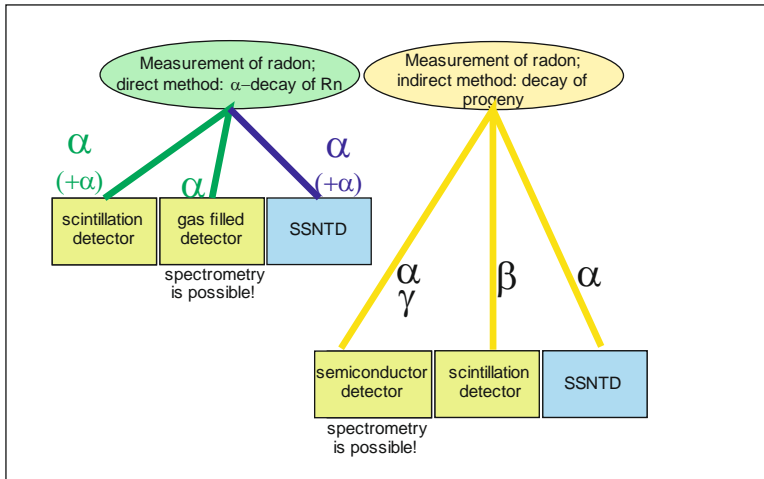 Measurement of radon;
direct method: α–decay of Rn
Measurement of radon;
indirect method: decay of
progeny
α
(+α)
α
α
(+α)
scintillation
detector
gas filled
detector
SSNTD
spectrometry
is possible!
α
γ
β
α
semiconductor
detector
scintillation
detector
SSNTD
spectrometry
is possible!